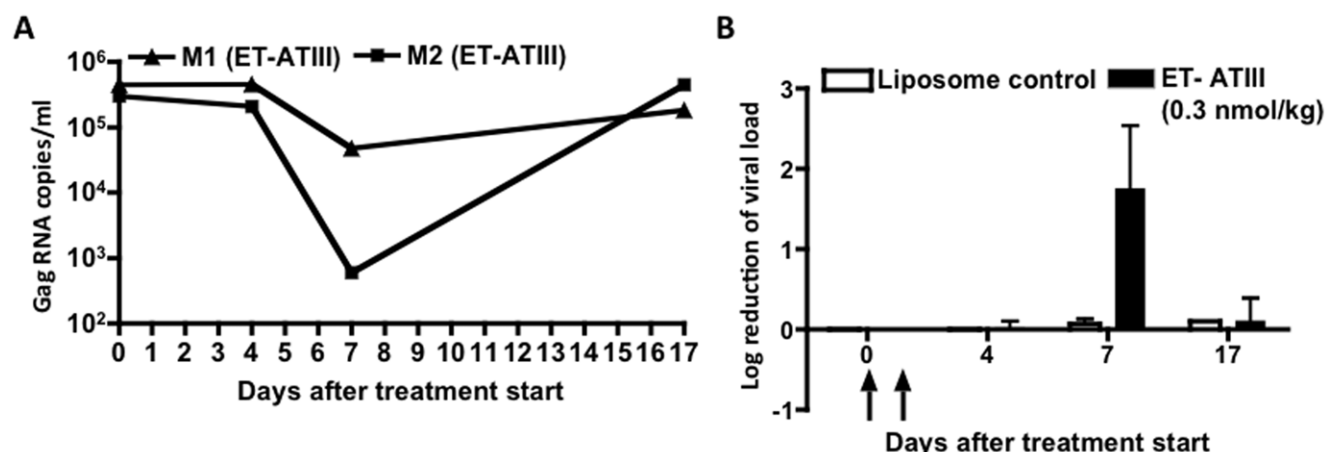 A
M1 (ET-ATIII) M2 (ET-ATIII)
Gag RNA copies/ml
10⁶
10⁵
10⁴
10³
10²
0 1 2 3 4 5 6 7 8 9 10 11 12 13 14 15 16 17
Days after treatment start
B
Liposome control ET- ATIII
(0.3 nmol/kg)
Log reduction of viral load
3
2
1
0
-1
0 4 7 17
Days after treatment start